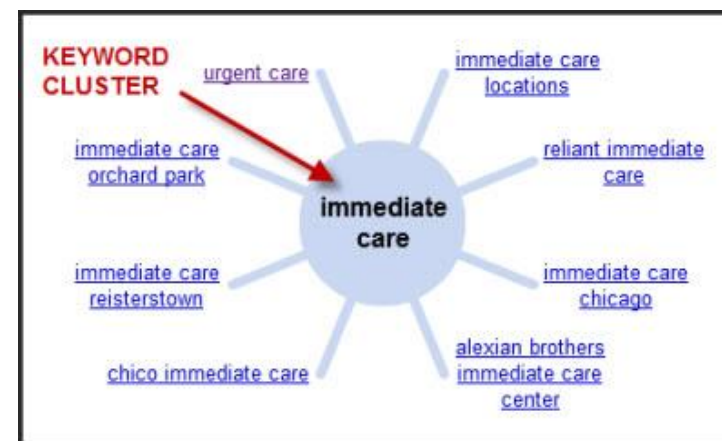 KEYWORD
CLUSTER
urgent care
immediate care
locations
immediate care
orchard park
reliant immediate
care
immediate
care
immediate care
reisterstown
immediate care
chicago
chico immediate care
alexian brothers
immediate care
center